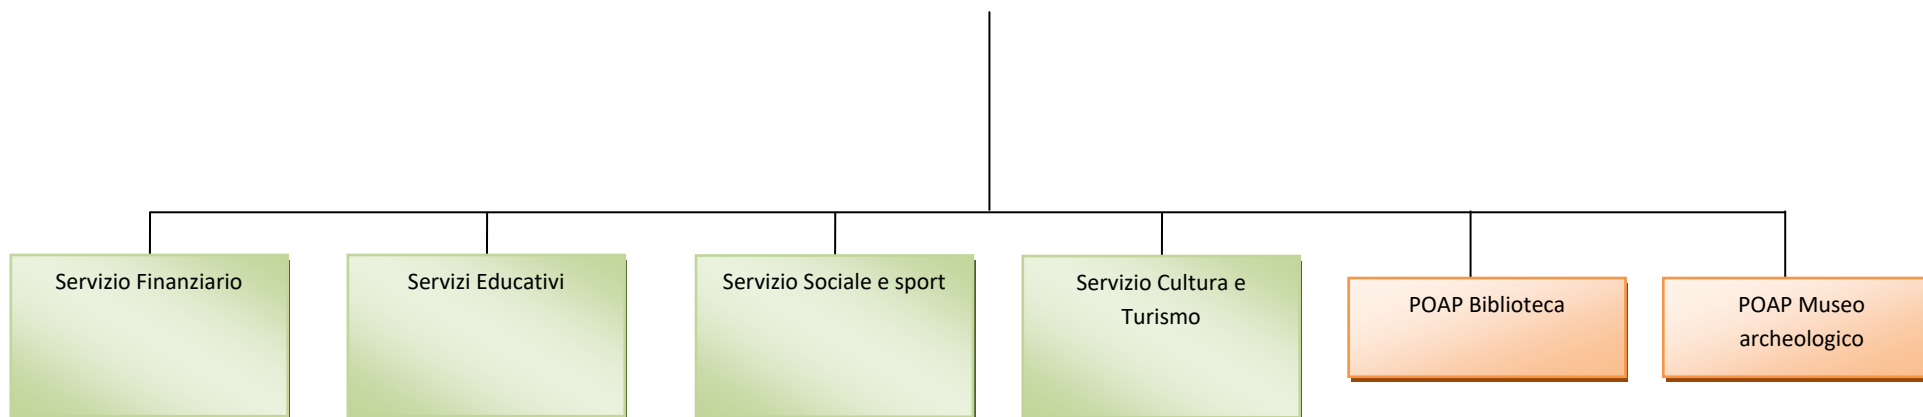 Servizio Finanziario
Servizi Educativi
Servizio Sociale e sport
Servizio Cultura e
Turismo
POAP Biblioteca
POAP Museo
archeologico